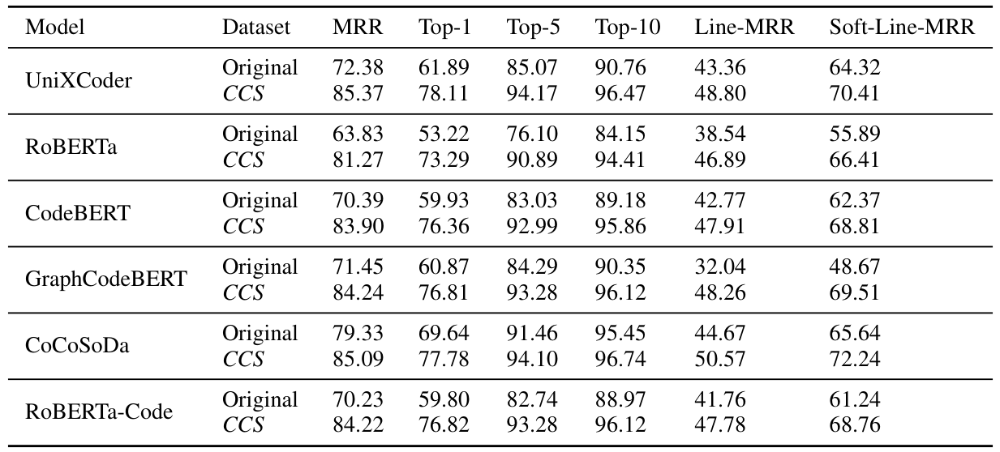 Model Dataset MRR Top-1 Top-5 Top-10 Line-MRR Soft-Line-MRR
UniXCoder Original 72.38 61.89 85.07 90.76 43.36 64.32
CCS 85.37 78.11 94.17 96.47 48.80 70.41
RoBERTa Original 63.83 53.22 76.10 84.15 38.54 55.89
CCS 81.27 73.29 90.89 94.41 46.89 66.41
CodeBERT Original 70.39 59.93 83.03 89.18 42.77 62.37
CCS 83.90 76.36 92.99 95.86 47.91 68.81
GraphCodeBERT Original 71.45 60.87 84.29 90.35 32.04 48.67
CCS 84.24 76.81 93.28 96.12 48.26 69.51
CoCoSoDa Original 79.33 69.64 91.46 95.45 44.67 65.64
CCS 85.09 77.78 94.10 96.74 50.57 72.24
RoBERTa-Code Original 70.23 59.80 82.74 88.97 41.76 61.24
CCS 84.22 76.82 93.28 96.12 47.78 68.76